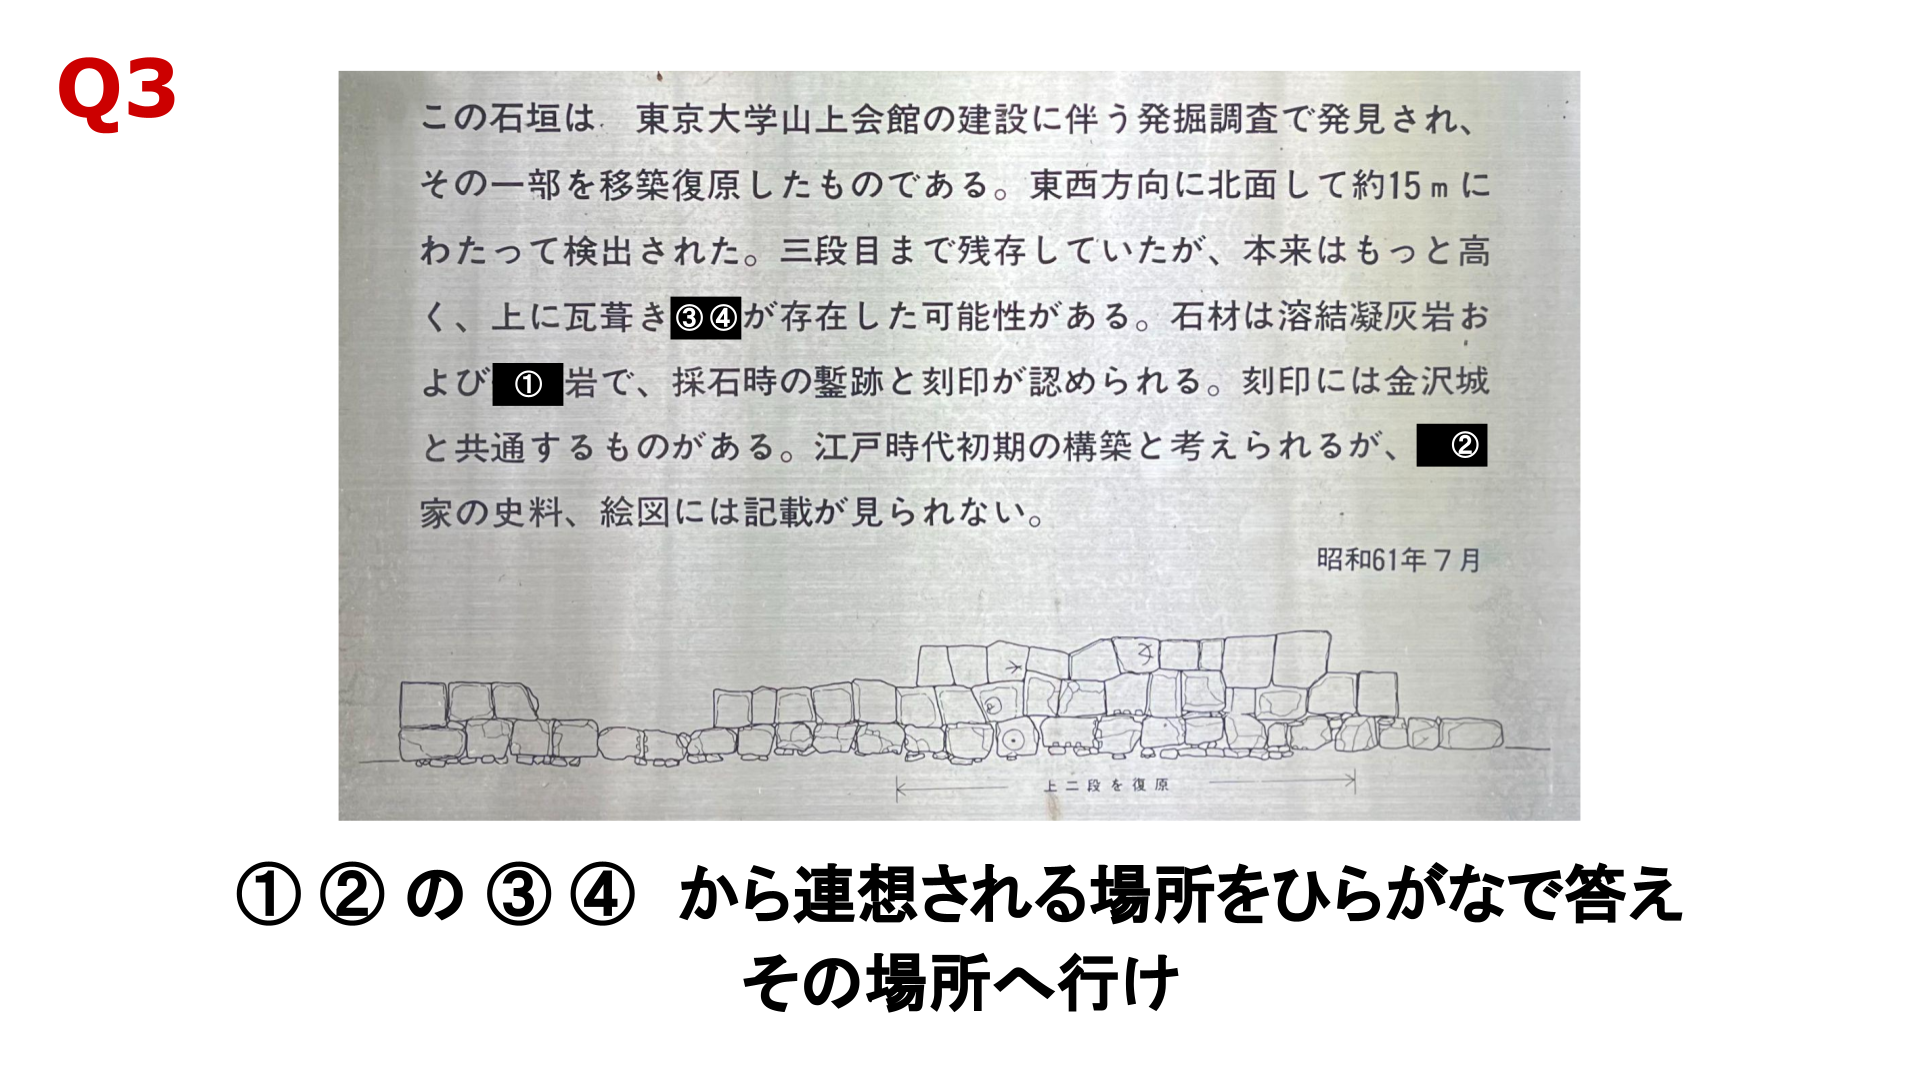 Q3
この石垣は 東京大学山上会館の建設に伴う発掘調査で発見され、
その一部を移築復原したものである。東西方向に北面して約15mに
わたって検出された。三段目まで残存していたが、本来はもっと高
く、上に瓦葺き③④が存在した可能性がある。石材は溶結凝灰岩お
よび①岩で、採石時の鏨跡と刻印が認められる。刻印には金沢城
と共通するものがある。江戸時代初期の構築と考えられるが、②
家の史料、絵図には記載が見られない。
昭和61年7月
上二段を復原
①②の③④ から連想される場所をひらがなで答え
その場所へ行け